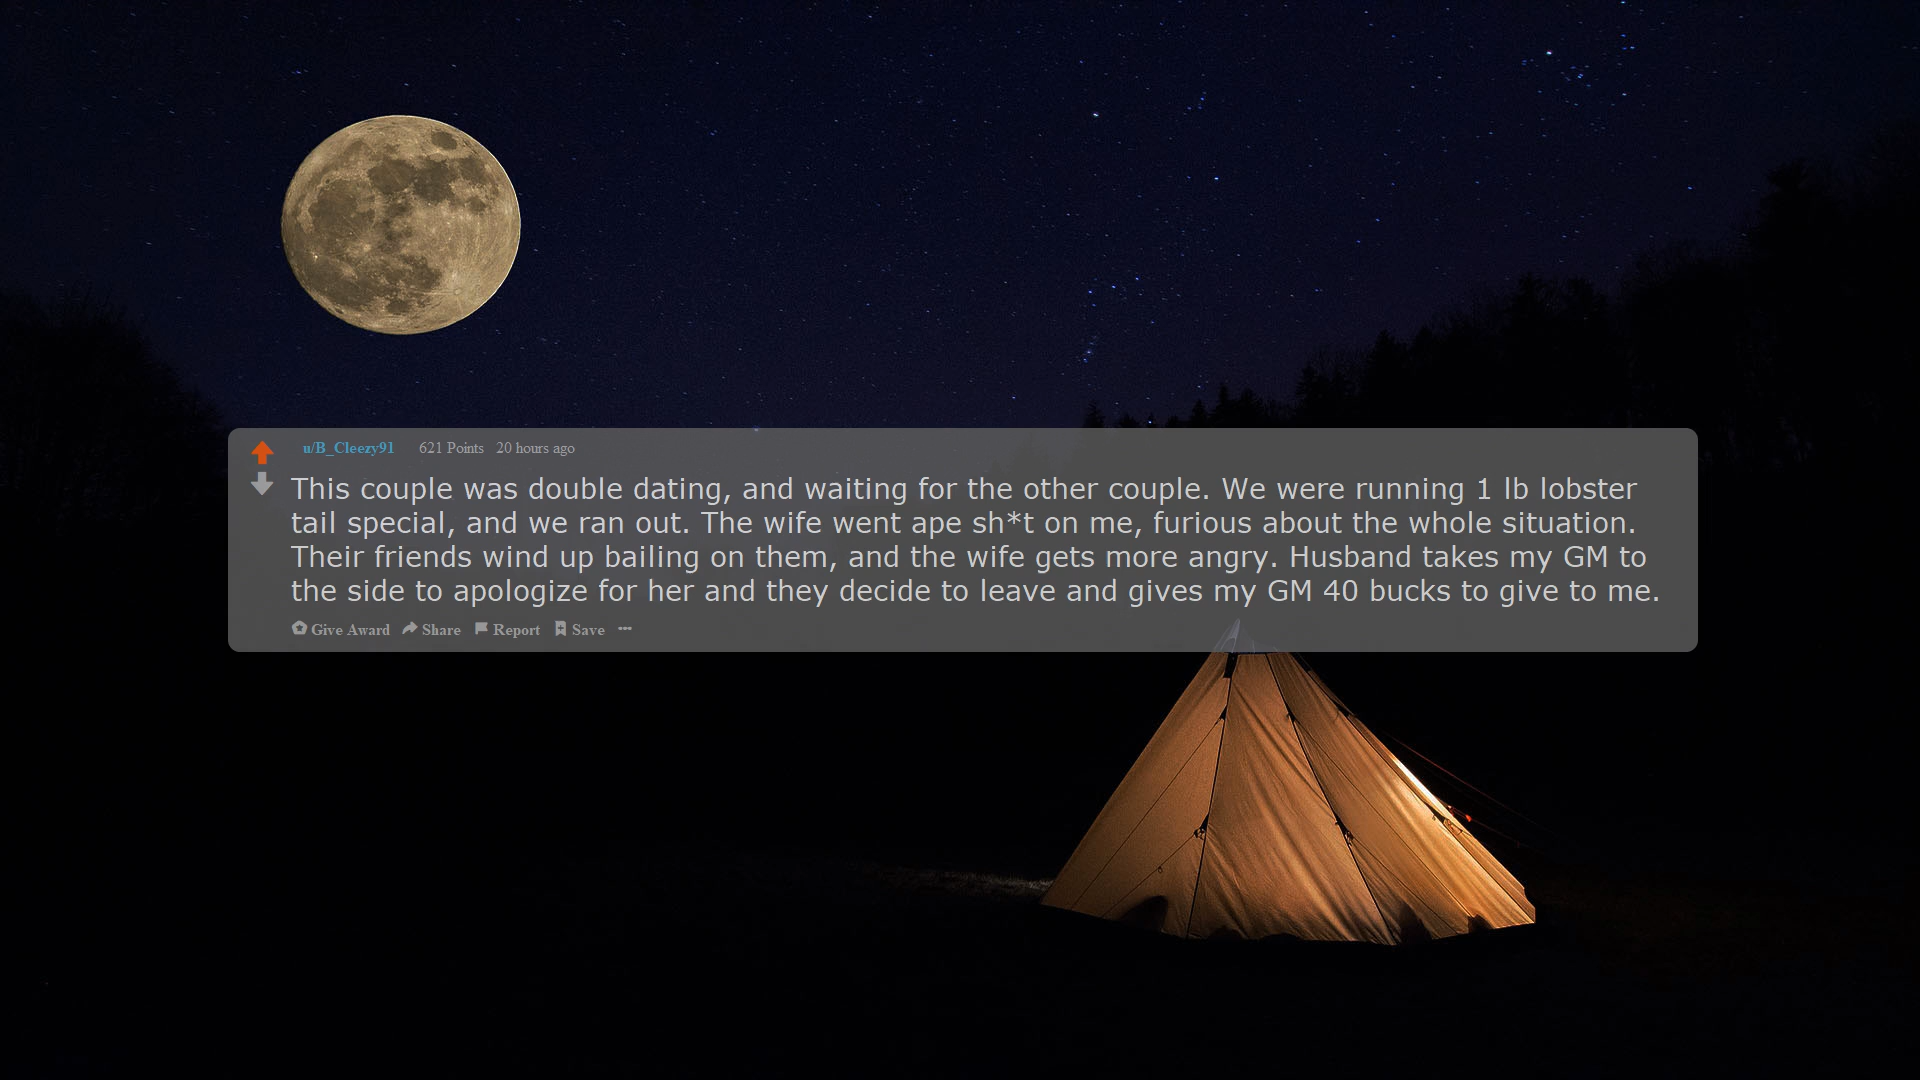 u/B_Cleezy91 621 Points 20 hours ago
This couple was double dating, and waiting for the other couple. We were running 1 lb lobster
tail special, and we ran out. The wife went ape sh*t on me, furious about the whole situation.
Their friends wind up bailing on them, and the wife gets more angry. Husband takes my GM to
the side to apologize for her and they decide to leave and gives my GM 40 bucks to give to me.
Give Award Share Report Save